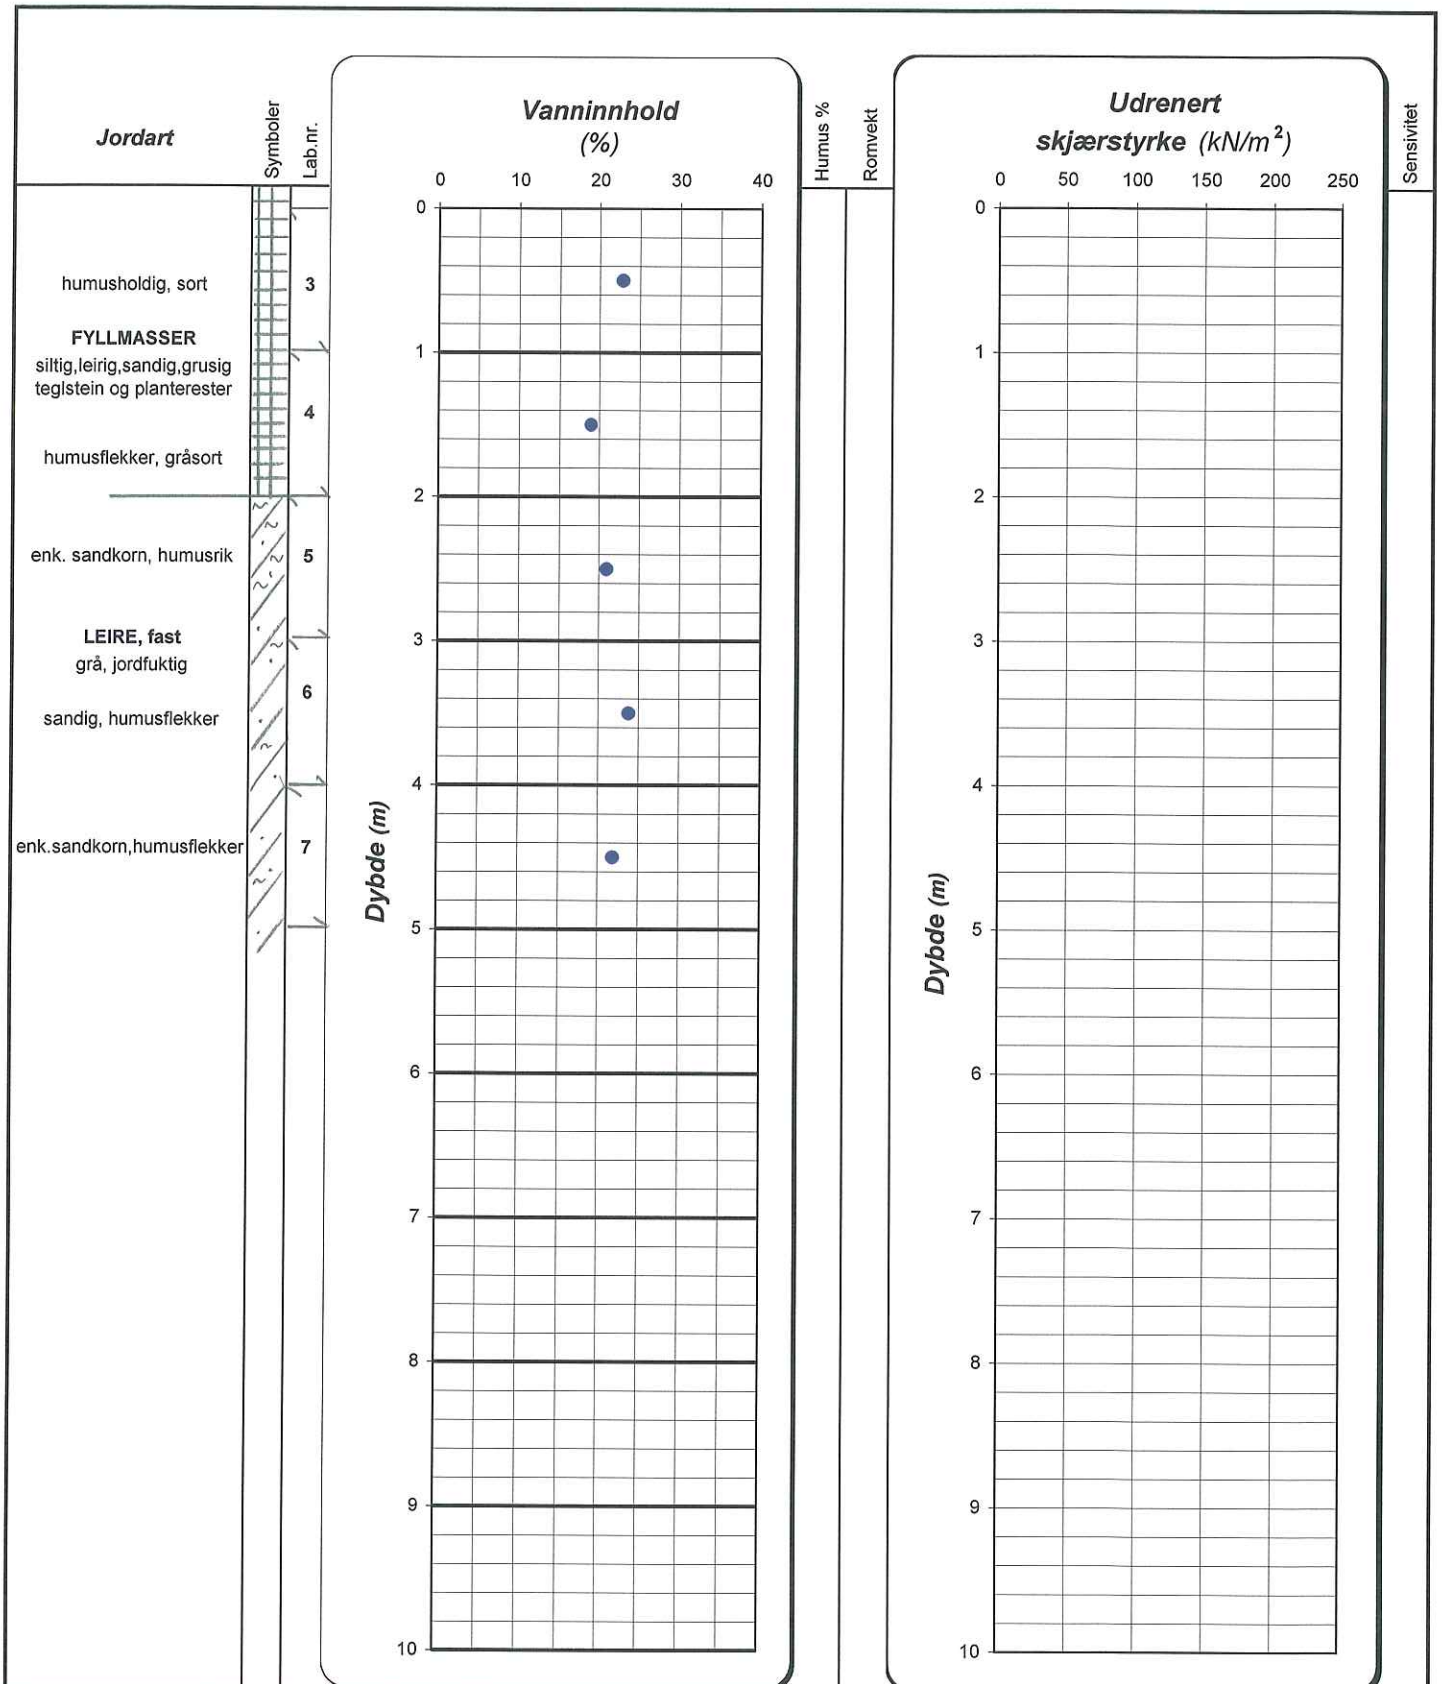 Jordart
Symboler
Lab.nr.
Vanninnhold
(%)
0 10 20 30 40
Humus %
Romvekt
Udrenert
skjærstyrke (kN/m²)
0 50 100 150 200 250
Sensivitet
humusholdig, sort
FYLLMASSER
siltig,leirig,sandig,grusig
teglstein og planterester
humusflekker, gråsort
enk. sandkorn, humusrik
LEIRE, fast
grå, jordfuktig
sandig, humusflekker
enk.sandkorn,humusflekker
3
4
5
6
7
Dybde (m)
0
1
2
3
4
5
6
7
8
9
10
Dybde (m)
0
1
2
3
4
5
6
7
8
9
10